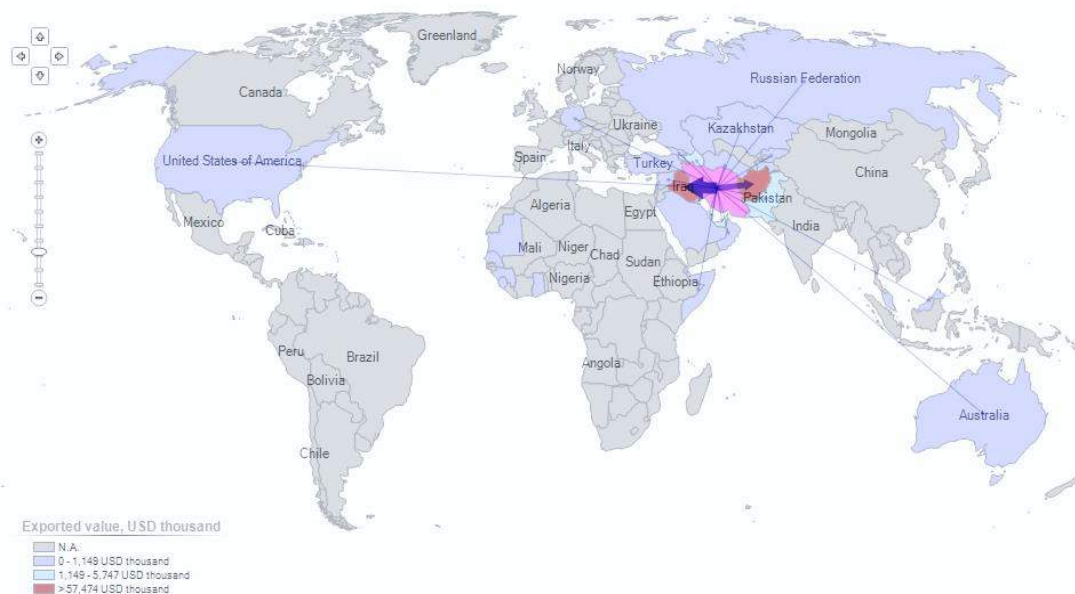 Greenland
Norway
Russian Federation
Canada
Ukraine
Kazakhstan
Mongolia
Italy
United States of America
Spain
Turkey
China
Iran
Pakistan
Algeria
Egypt
India
Mexico
Cuba
Mali
Niger
Chad
Sudan
Nigeria
Ethiopia
Peru
Brazil
Angola
Bolivia
Australia
Chile
Exported value, USD thousand
N.A.
0 - 1,149 USD thousand
1,149 - 5,747 USD thousand
> 57,474 USD thousand